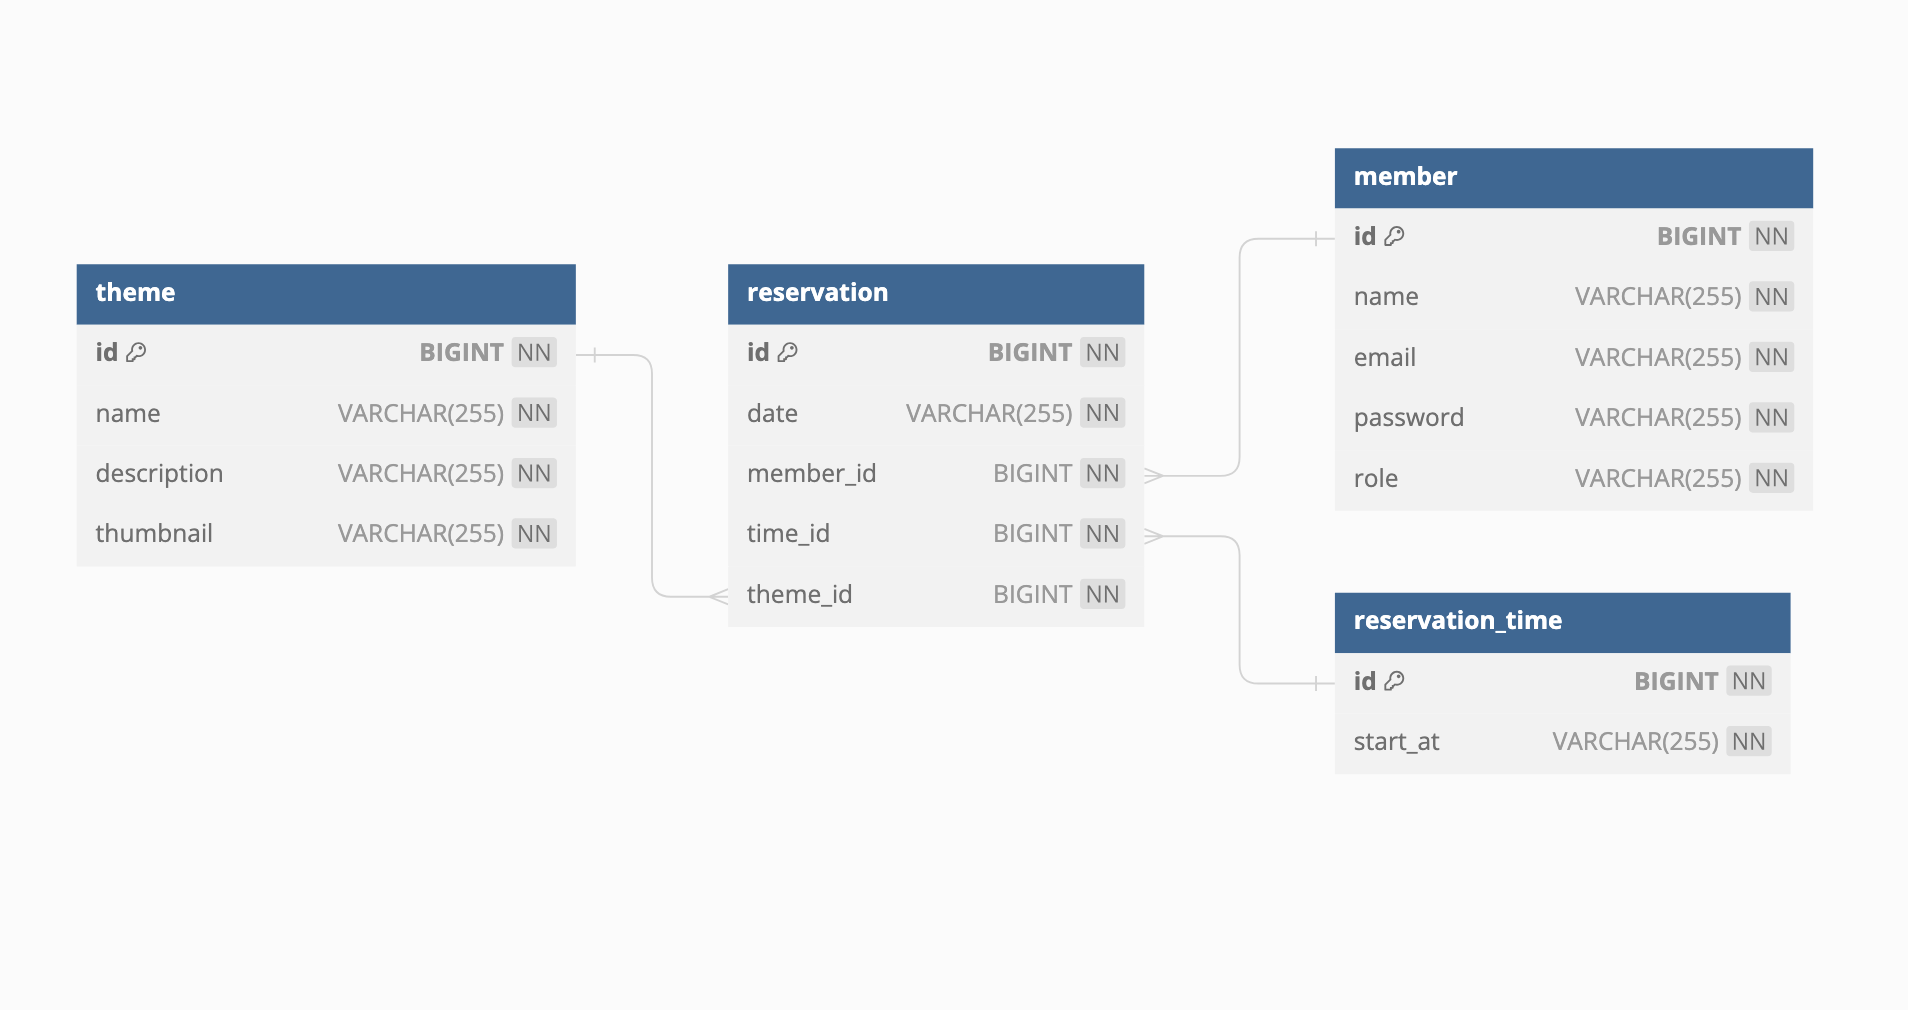 theme
id BIGINT NN
name VARCHAR(255) NN
description VARCHAR(255) NN
thumbnail VARCHAR(255) NN
reservation
id BIGINT NN
date VARCHAR(255) NN
member_id BIGINT NN
time_id BIGINT NN
theme_id BIGINT NN
member
id BIGINT NN
name VARCHAR(255) NN
email VARCHAR(255) NN
password VARCHAR(255) NN
role VARCHAR(255) NN
reservation_time
id BIGINT NN
start_at VARCHAR(255) NN